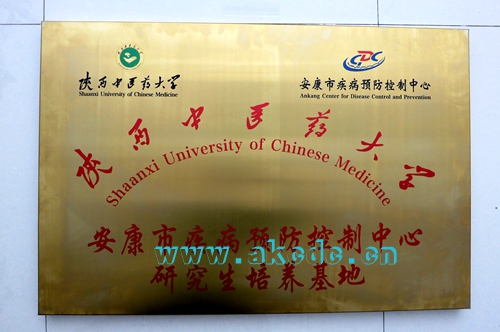 陕西中医药大学
Shaanxi University of Chinese Medicine
CDC
安康市疾病预防控制中心
Ankang Center for Disease Control and Prevention
陕西中医药大学
Shaanxi University of Chinese Medicine
安康市疾病预防控制中心
www.akcdc.cn
研究生培养基地